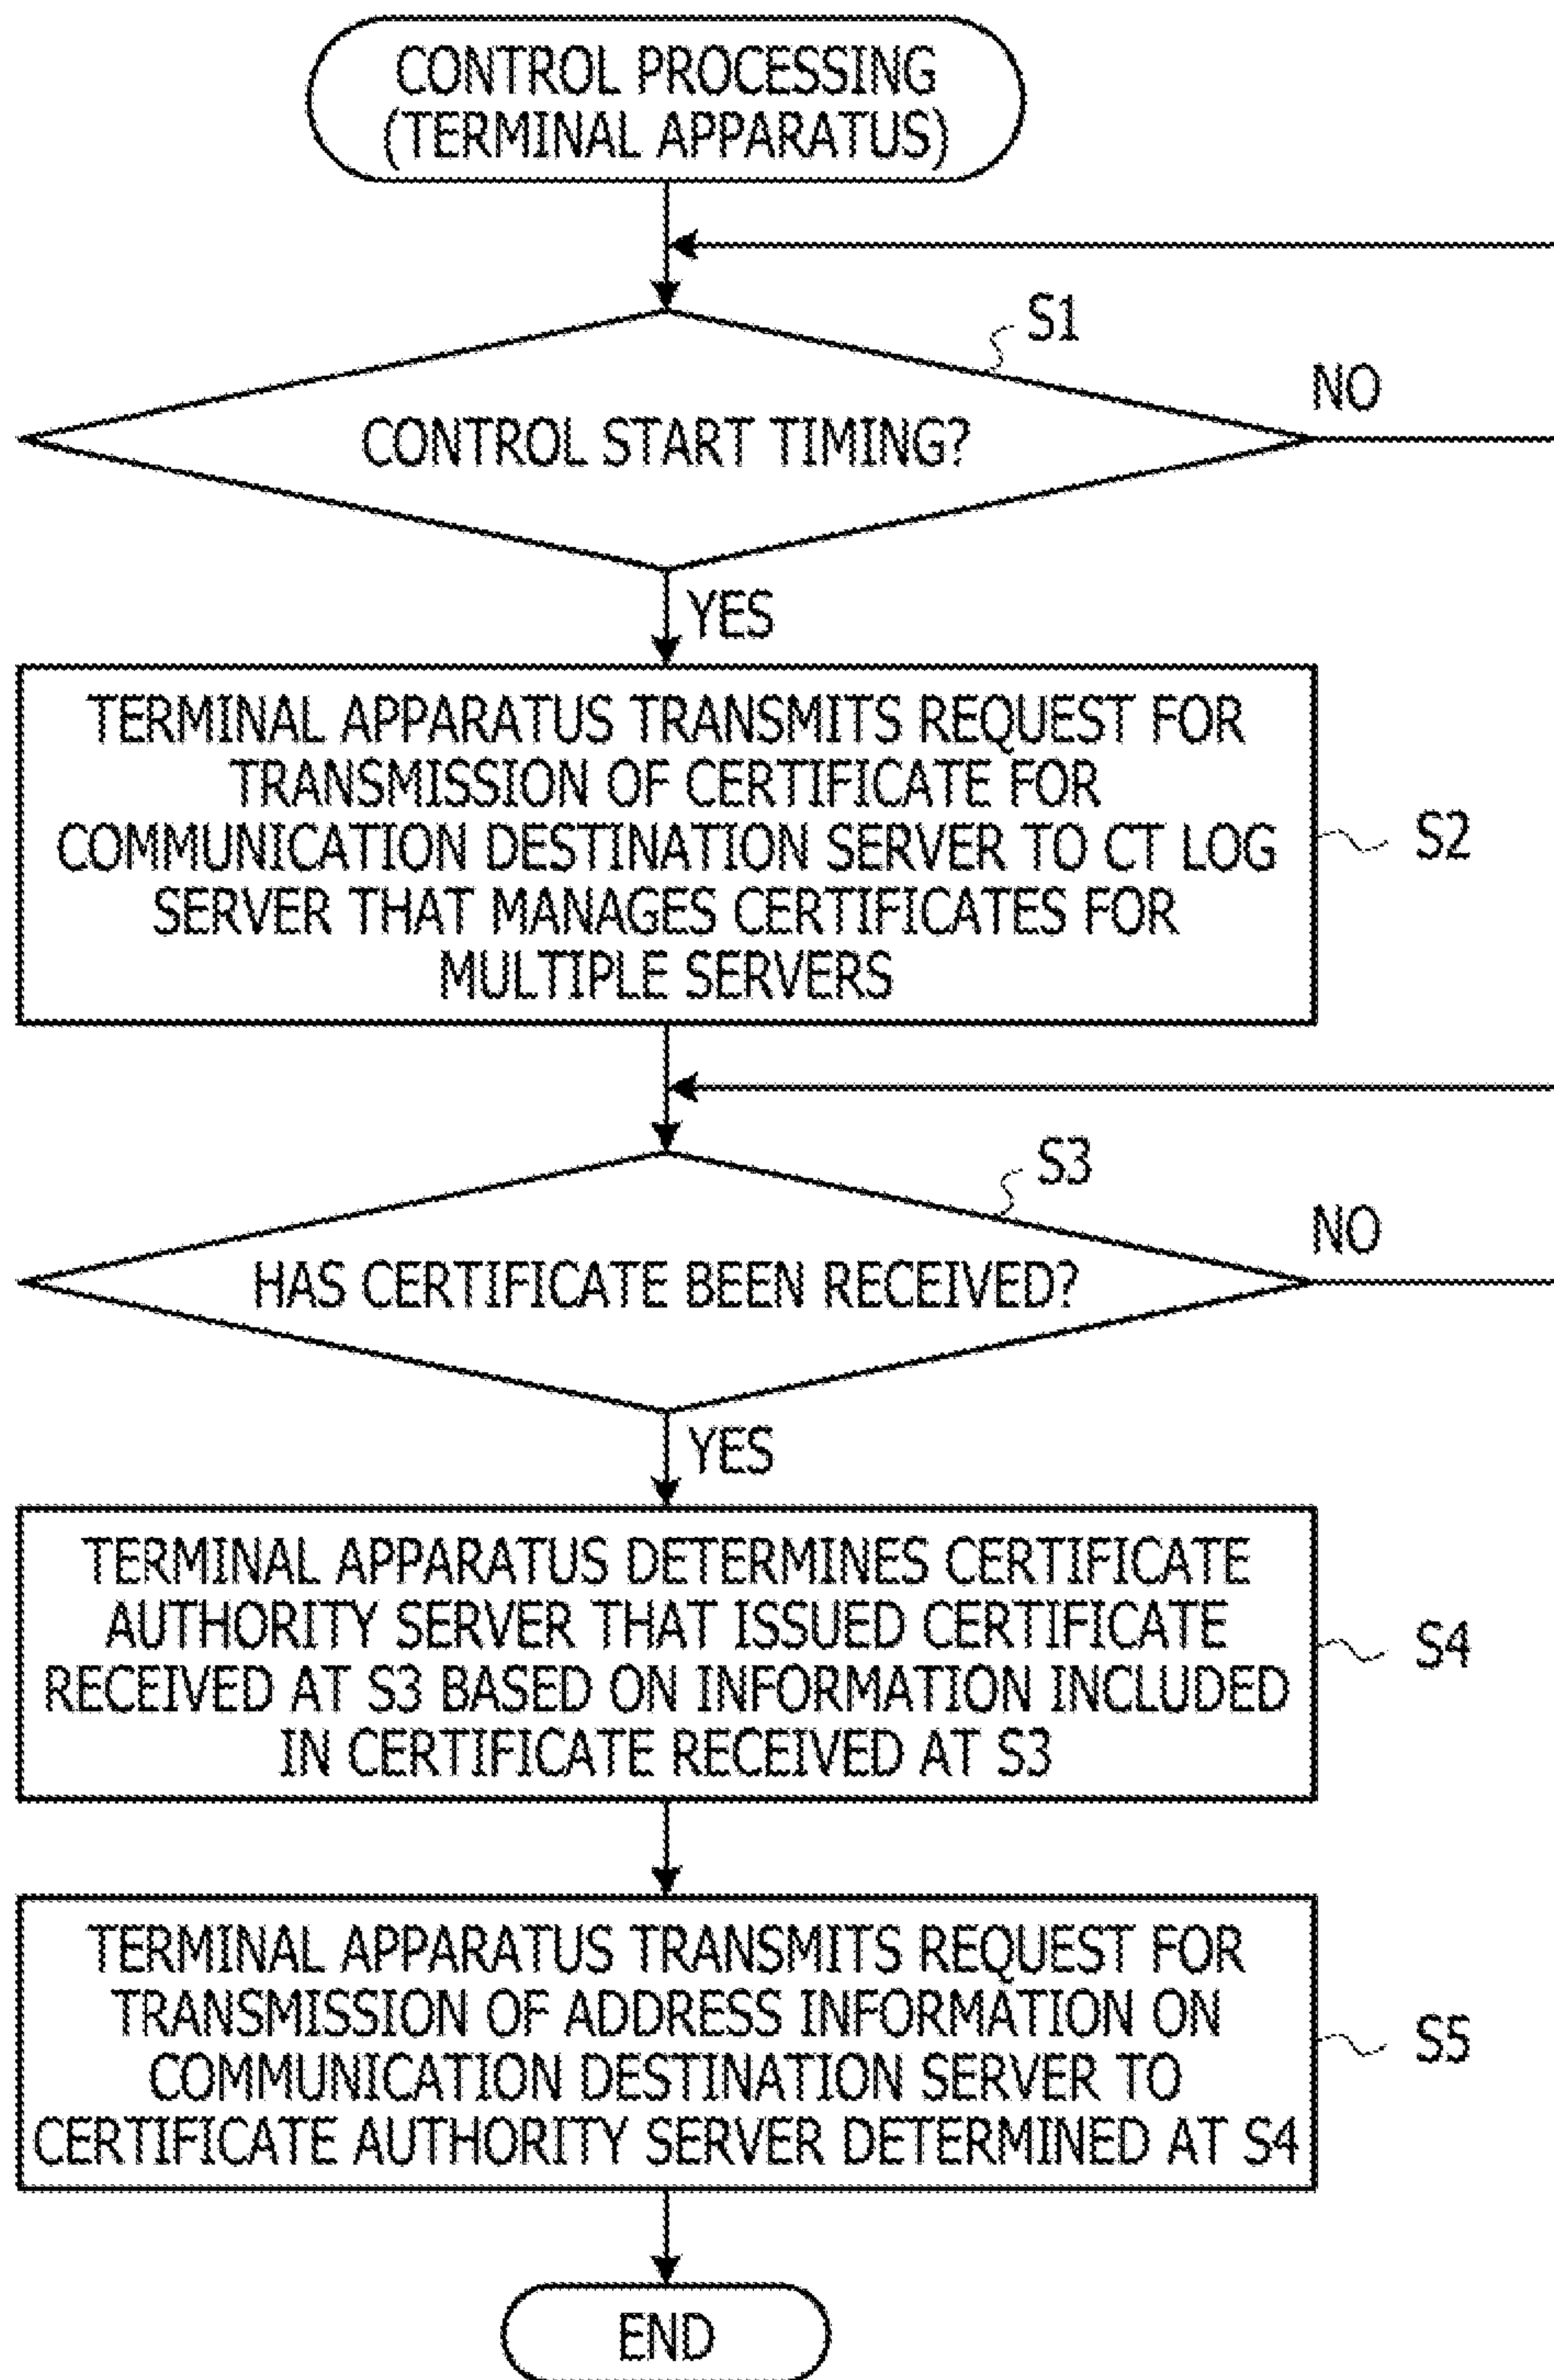 CONTROL PROCESSING
(TERMINAL APPARATUS)
S1
NO
CONTROL START TIMING?
YES
TERMINAL APPARATUS TRANSMITS REQUEST FOR
TRANSMISSION OF CERTIFICATE FOR
COMMUNICATION DESTINATION SERVER TO CT LOG
SERVER THAT MANAGES CERTIFICATES FOR
MULTIPLE SERVERS
S2
S3
NO
HAS CERTIFICATE BEEN RECEIVED?
YES
TERMINAL APPARATUS DETERMINES CERTIFICATE
AUTHORITY SERVER THAT ISSUED CERTIFICATE
RECEIVED AT S3 BASED ON INFORMATION INCLUDED
IN CERTIFICATE RECEIVED AT S3
S4
TERMINAL APPARATUS TRANSMITS REQUEST FOR
TRANSMISSION OF ADDRESS INFORMATION ON
COMMUNICATION DESTINATION SERVER TO
CERTIFICATE AUTHORITY SERVER DETERMINED AT S4
S5
END